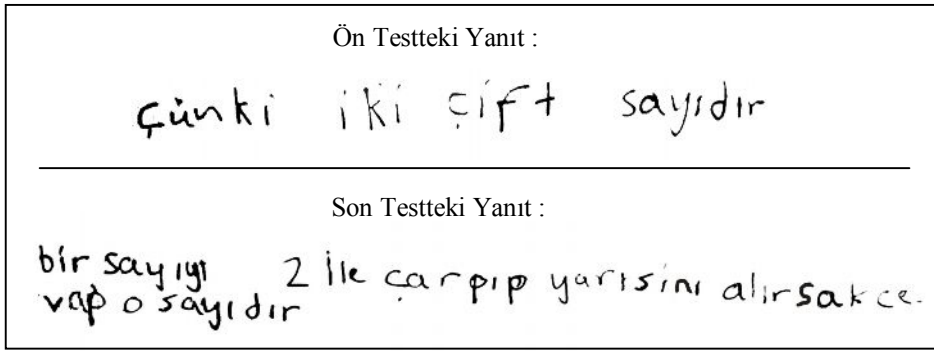 Ön Testteki Yanıt :
çünki iki çift sayıdır
Son Testteki Yanıt :
bir sayıyı 2 ile çarpıp yarısını alırsak ce-
vap o sayıdır